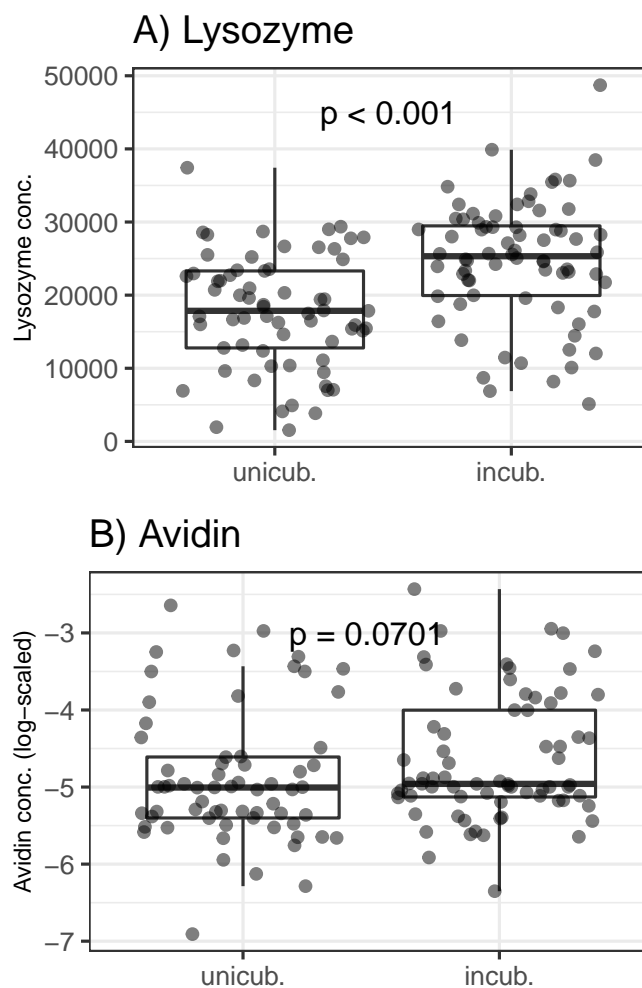 A) Lysozyme
50000
p < 0.001
40000
30000
20000
10000
0
Lysozyme conc.
unicub.
incub.
B) Avidin
−3
p = 0.0701
−4
−5
−6
−7
Avidin conc. (log−scaled)
unicub.
incub.